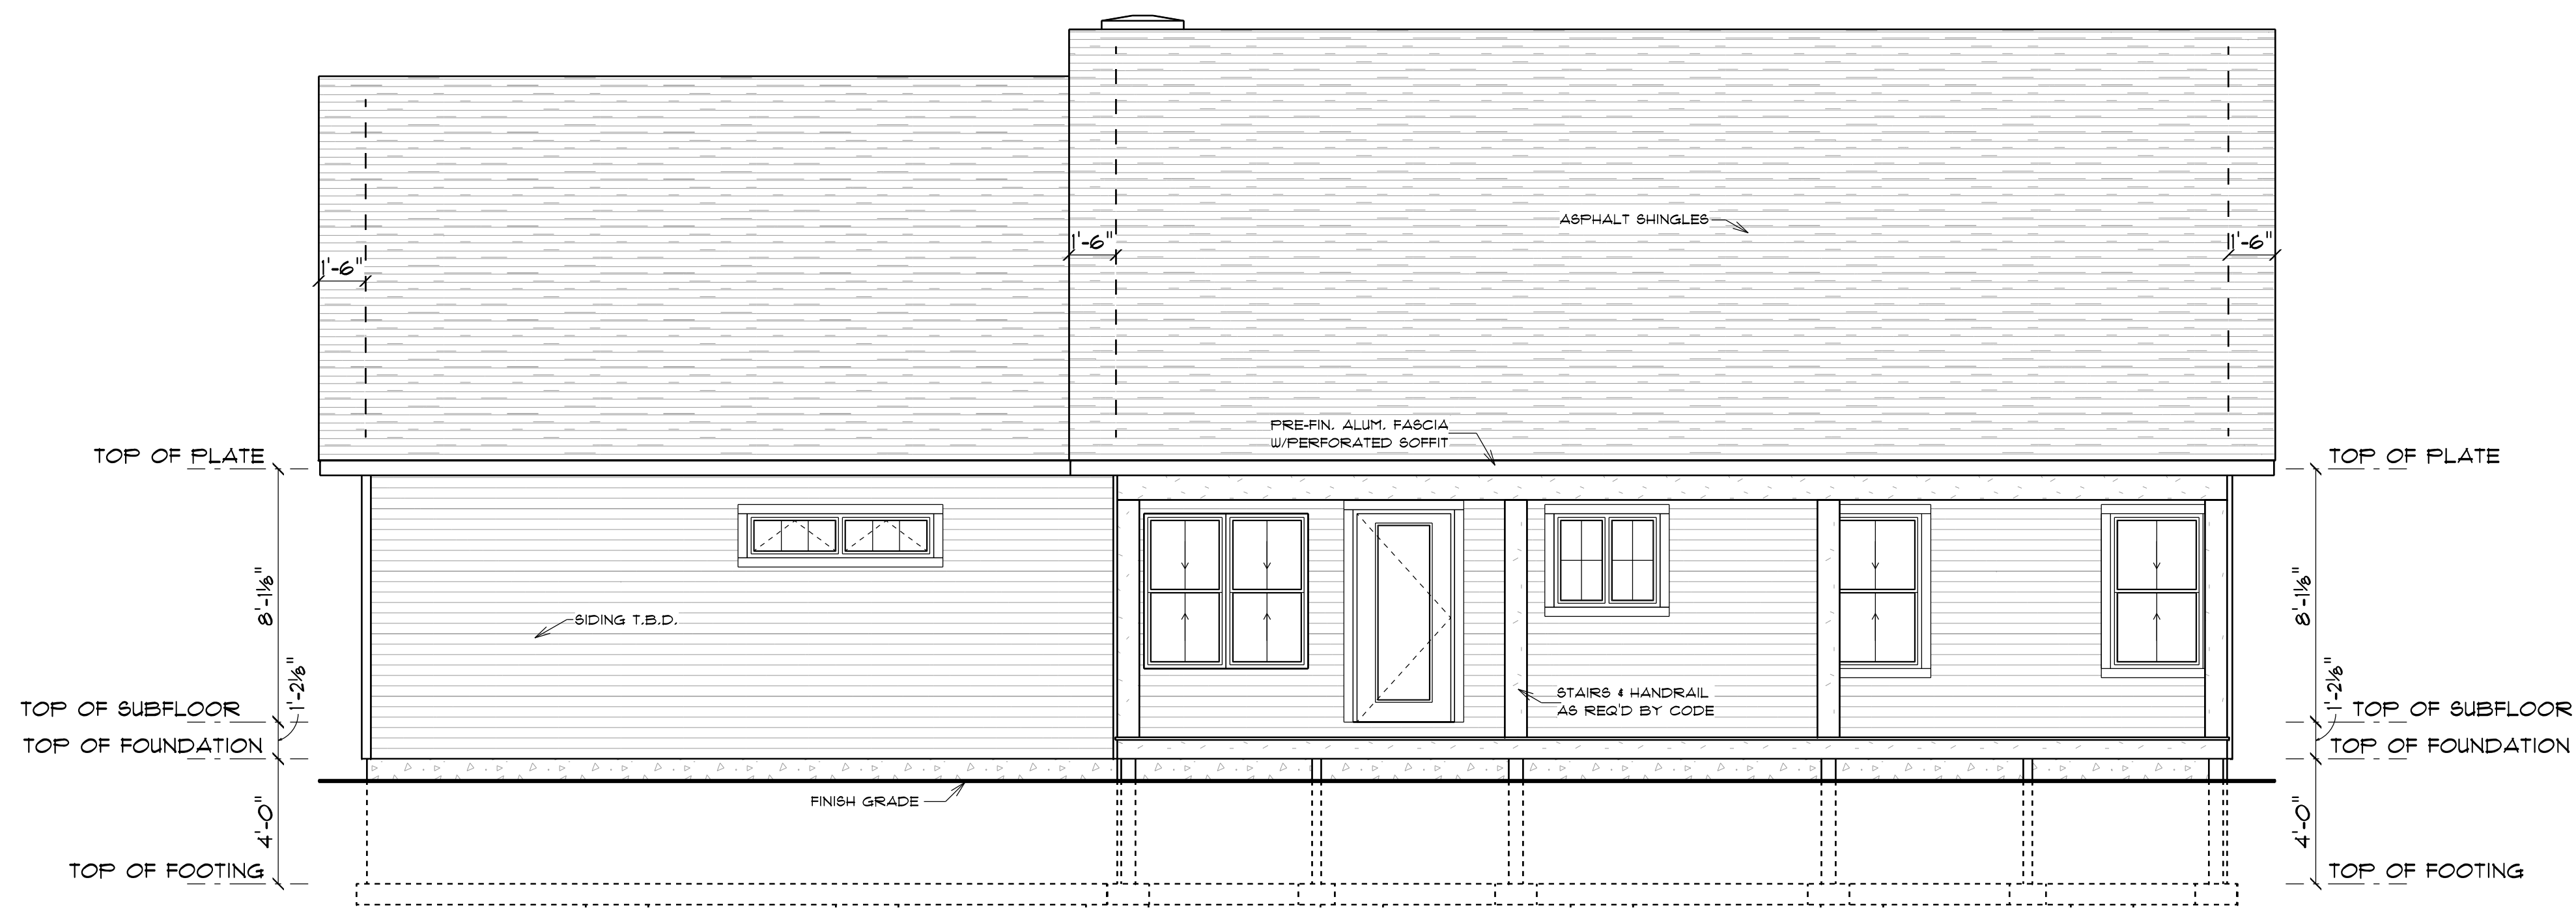 ASPHALT SHINGLES
1'-6"
1'-6"
1'-6"
PRE-FIN. ALUM. FASCIA
W/PERFORATED SOFFIT
TOP OF PLATE
TOP OF PLATE
8'-1⅛"
8'-1⅛"
SIDING T.B.D.
1'-2⅛"
1'-2⅛"
STAIRS & HANDRAIL
AS REQ'D BY CODE
TOP OF SUBFLOOR
TOP OF SUBFLOOR
TOP OF FOUNDATION
TOP OF FOUNDATION
FINISH GRADE
4'-0"
4'-0"
TOP OF FOOTING
TOP OF FOOTING